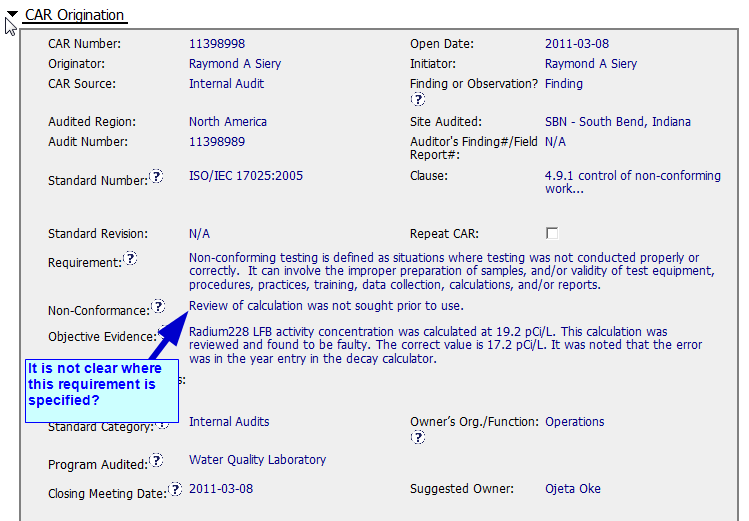 CAR Origination
CAR Number: 11398998 Open Date: 2011-03-08
Originator: Raymond A Siery Initiator: Raymond A Siery
CAR Source: Internal Audit Finding or Observation? Finding
?
Audited Region: North America Site Audited: SBN - South Bend, Indiana
Audit Number: 11398989 Auditor's Finding#/Field N/A
Report#:
Standard Number: ? ISO/IEC 17025:2005 Clause: 4.9.1 control of non-conforming
work...
Standard Revision: N/A Repeat CAR:
Requirement: ? Non-conforming testing is defined as situations where testing was not conducted properly or
correctly. It can involve the improper preparation of samples, and/or validity of test equipment,
procedures, practices, training, data collection, calculations, and/or reports.
Non-Conformance: ? Review of calculation was not sought prior to use.
Objective Evidence: Radium228 LFB activity concentration was calculated at 19.2 pCi/L. This calculation was
reviewed and found to be faulty. The correct value is 17.2 pCi/L. It was noted that the error
was in the year entry in the decay calculator.
It is not clear where
this requirement is
specified?
s:
Standard Category: ? Internal Audits Owner's Org./Function: Operations
?
Program Audited: ? Water Quality Laboratory
Closing Meeting Date: ? 2011-03-08 Suggested Owner: Ojeta Oke